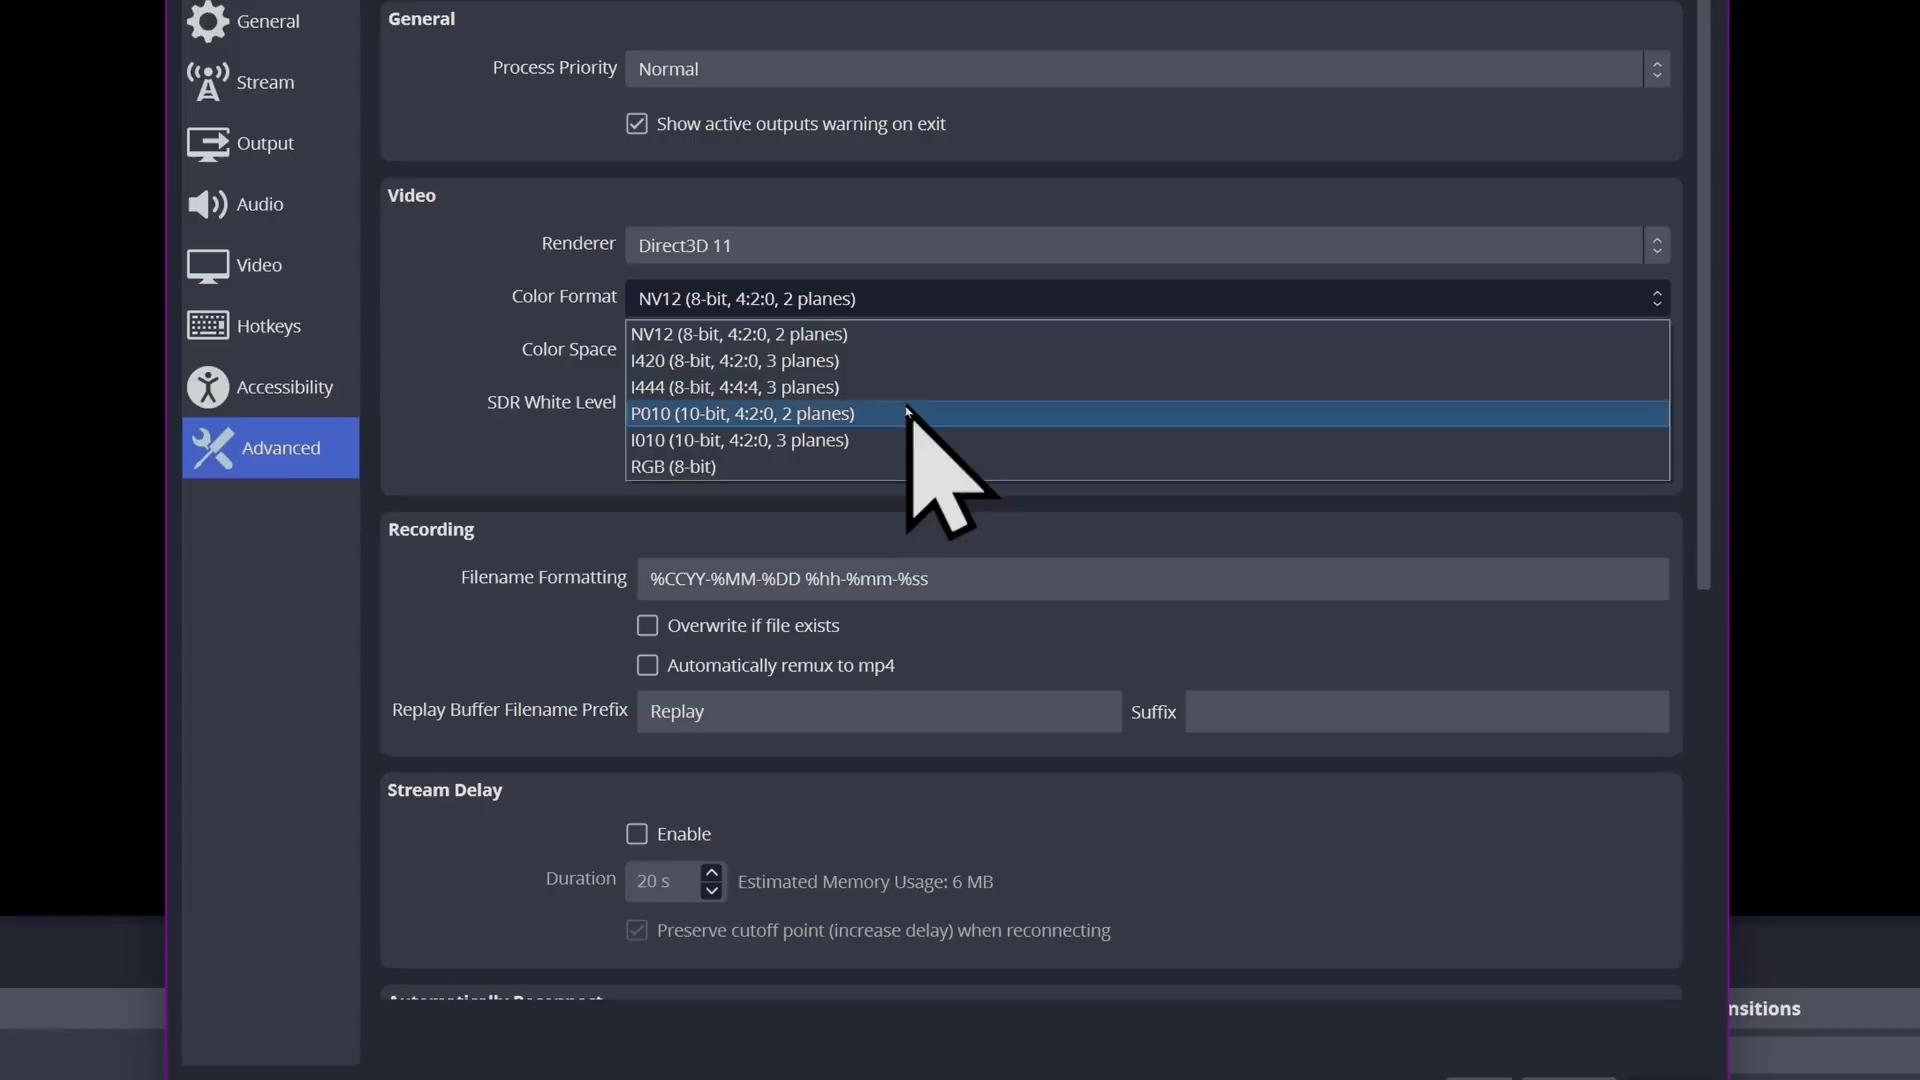 General
Stream
Output
Audio
Video
Hotkeys
Accessibility
Advanced
General
Process Priority Normal
Show active outputs warning on exit
Video
Renderer Direct3D 11
Color Format NV12 (8-bit, 4:2:0, 2 planes)
NV12 (8-bit, 4:2:0, 2 planes)
Color Space I420 (8-bit, 4:2:0, 3 planes)
I444 (8-bit, 4:4:4, 3 planes)
SDR White Level P010 (10-bit, 4:2:0, 2 planes)
I010 (10-bit, 4:2:0, 3 planes)
RGB (8-bit)
Recording
Filename Formatting %CCYY-%MM-%DD %hh-%mm-%ss
Overwrite if file exists
Automatically remux to mp4
Replay Buffer Filename Prefix Replay Suffix
Stream Delay
Enable
Duration 20 s Estimated Memory Usage: 6 MB
Preserve cutoff point (increase delay) when reconnecting
nsitions